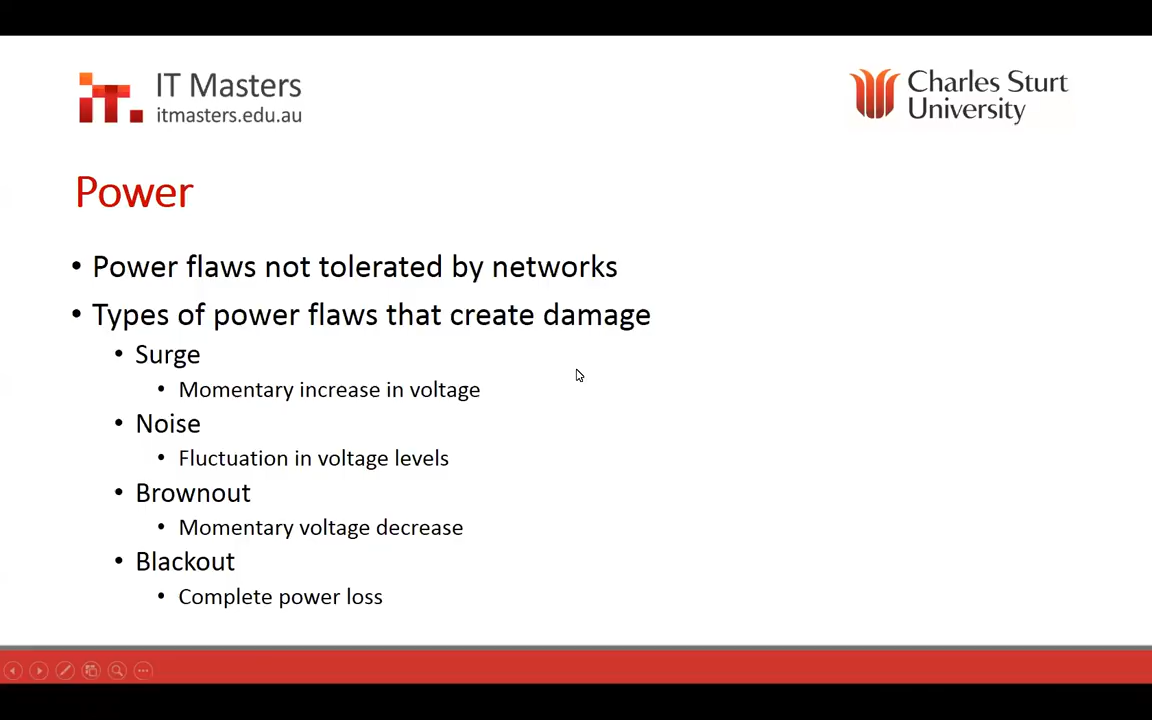 IT Masters
itmasters.edu.au
Charles Sturt
University
Power
• Power flaws not tolerated by networks
• Types of power flaws that create damage
• Surge
• Momentary increase in voltage
• Noise
• Fluctuation in voltage levels
• Brownout
• Momentary voltage decrease
• Blackout
• Complete power loss